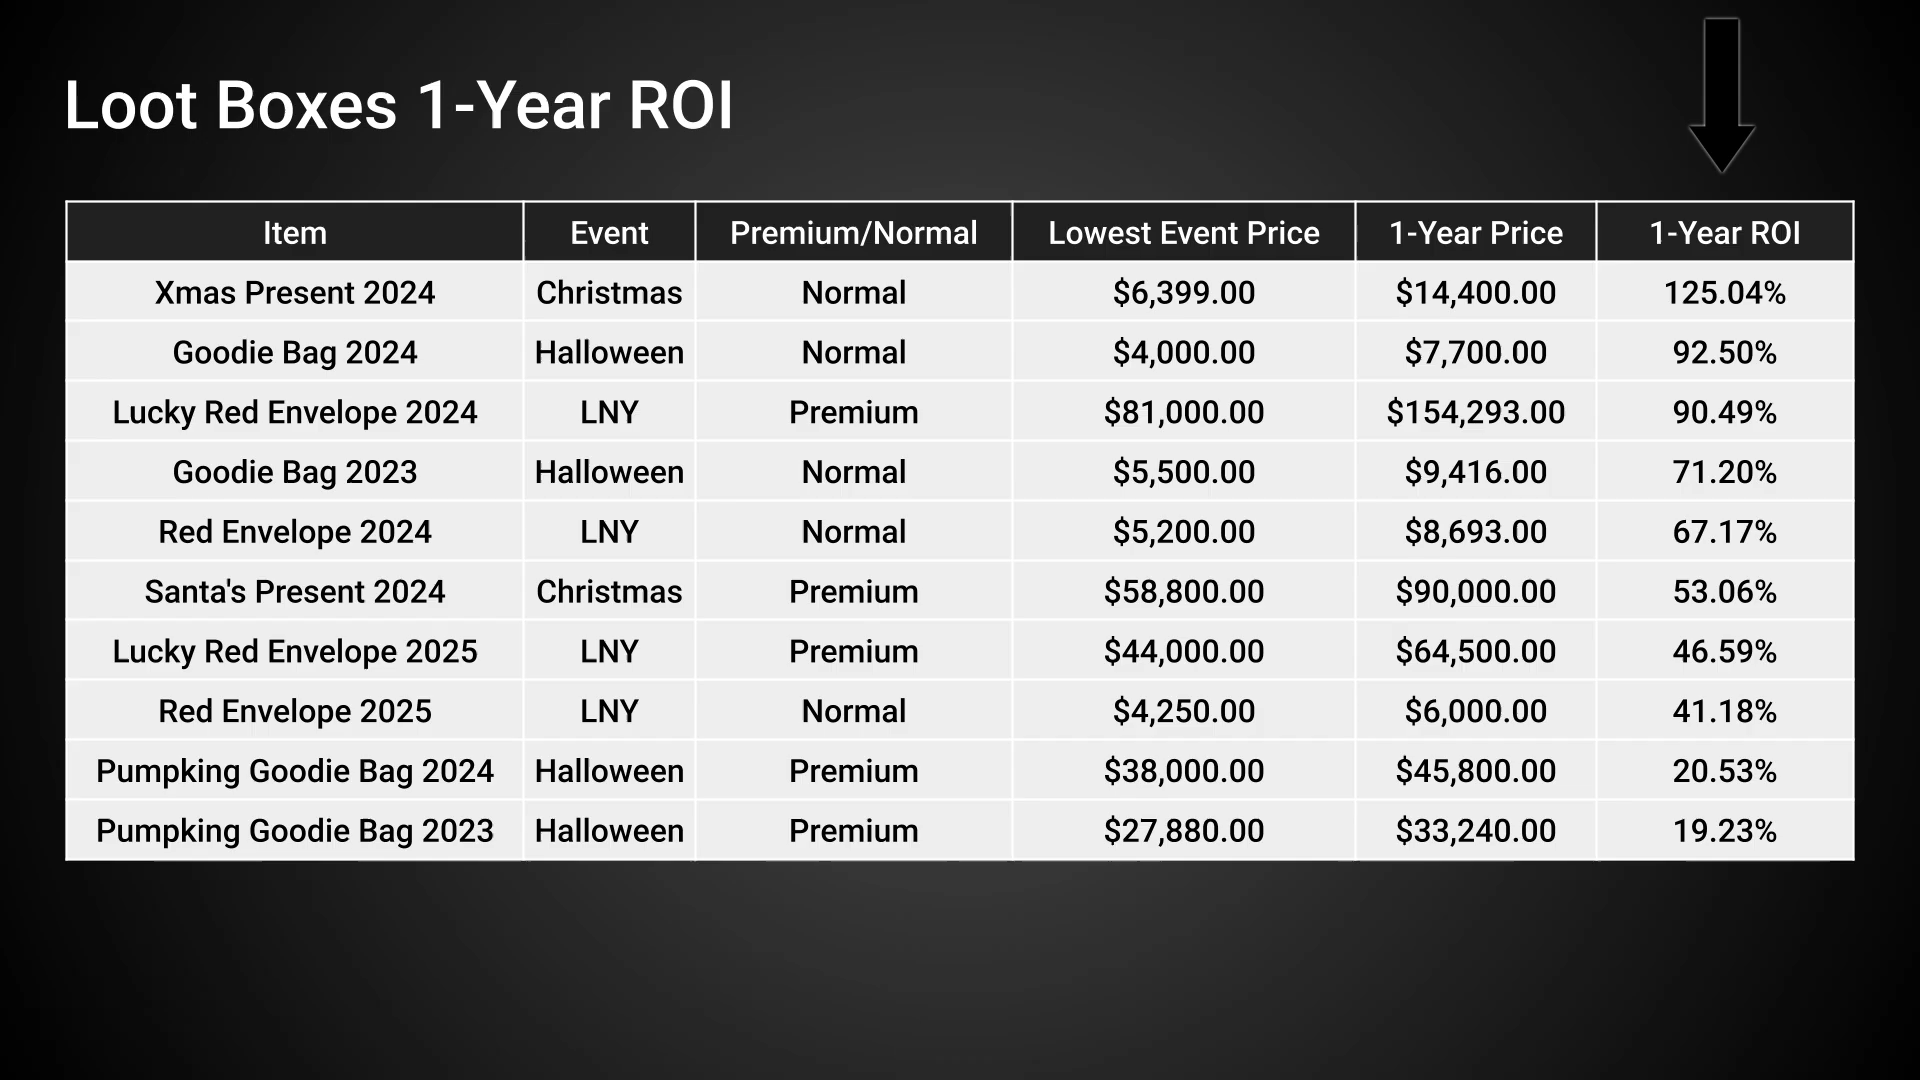 Loot Boxes 1-Year ROI
Item Event Premium/Normal Lowest Event Price 1-Year Price 1-Year ROI
Xmas Present 2024 Christmas Normal $6,399.00 $14,400.00 125.04%
Goodie Bag 2024 Halloween Normal $4,000.00 $7,700.00 92.50%
Lucky Red Envelope 2024 LNY Premium $81,000.00 $154,293.00 90.49%
Goodie Bag 2023 Halloween Normal $5,500.00 $9,416.00 71.20%
Red Envelope 2024 LNY Normal $5,200.00 $8,693.00 67.17%
Santa's Present 2024 Christmas Premium $58,800.00 $90,000.00 53.06%
Lucky Red Envelope 2025 LNY Premium $44,000.00 $64,500.00 46.59%
Red Envelope 2025 LNY Normal $4,250.00 $6,000.00 41.18%
Pumpking Goodie Bag 2024 Halloween Premium $38,000.00 $45,800.00 20.53%
Pumpking Goodie Bag 2023 Halloween Premium $27,880.00 $33,240.00 19.23%